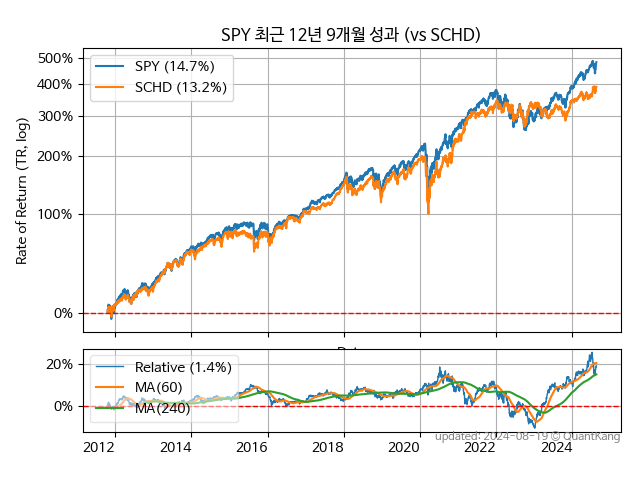 SPY 최근 12년 9개월 성과 (vs SCHD)
Rate of Return (TR, log)
500%
400%
300%
200%
100%
0%
SPY (14.7%)
SCHD (13.2%)
20%
0%
Relative (1.4%)
MA(60)
MA(240)
2012 2014 2016 2018 2020 2022 2024
updated: 2024-08-19 © QuantKang